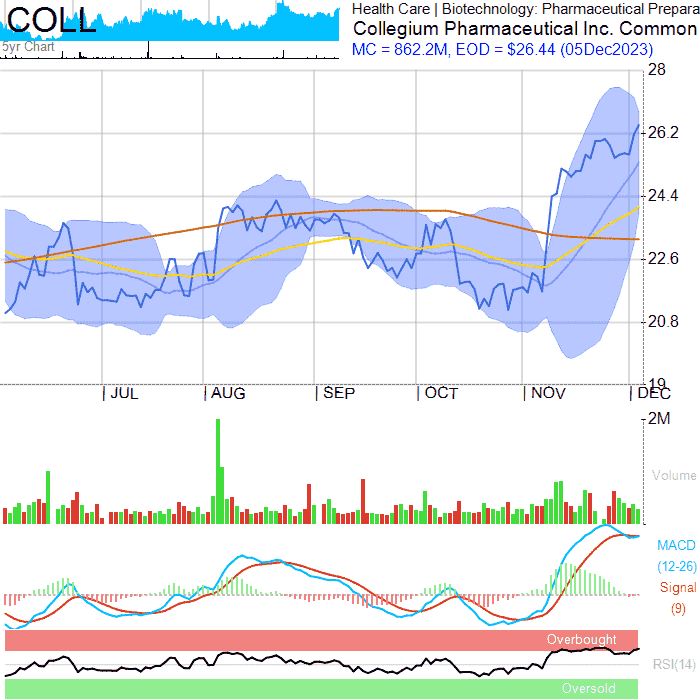 COLL
5yr Chart
Health Care | Biotechnology: Pharmaceutical Prepara
Collegium Pharmaceutical Inc. Common
MC = 862.2M, EOD = $26.44 (05Dec2023)
28
26.2
24.4
22.6
20.8
19
JUL
AUG
SEP
OCT
NOV
DEC
2M
Volume
MACD
(12-26)
Signal
(9)
Overbought
RSI(14)
Oversold